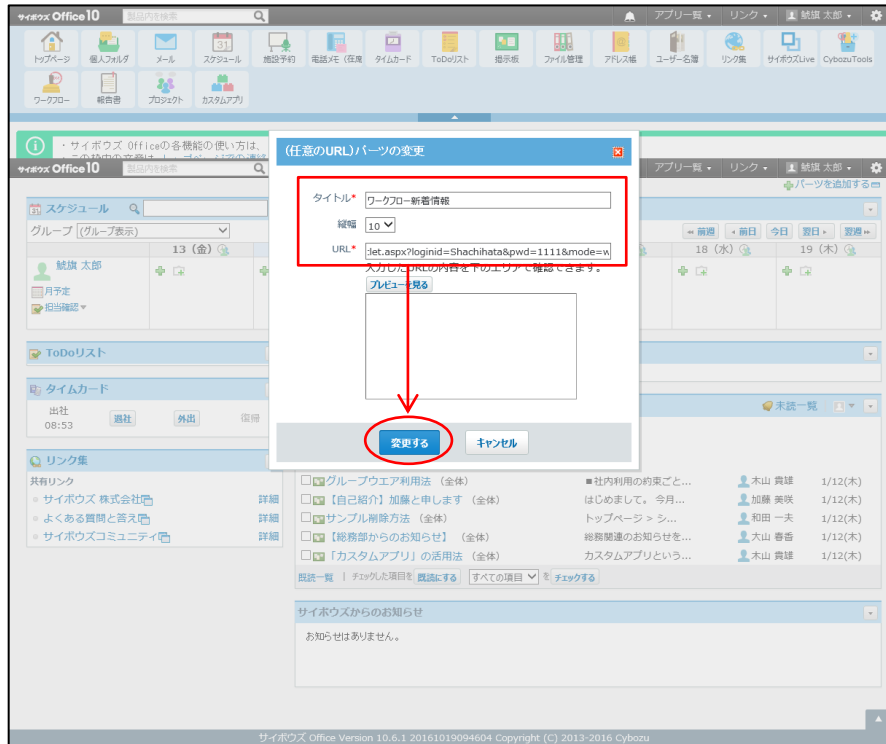 サイボウズ Office 10 製品内を検索 アプリ一覧 リンク 鯱旗 太郎
トップページ 個人フォルダ メール スケジュール 施設予約 電話メモ (在席 タイムカード ToDoリスト 掲示板 ファイル管理 アドレス帳 ユーザー名簿 リンク集 サイボウズLive CybozuTools
ワークフロー 報告書 プロジェクト カスタムアプリ
・サイボウズ Officeの各機能の使い方は、
サイボウズ Office 10 製品内を検索 アプリ一覧 リンク 鯱旗 太郎
パーツを追加する
(任意のURL)パーツの変更
タイトル* ワークフロー新着情報
縦幅 10
URL* let.aspx?loginid=Shachihata&pwd=1111&mode=w
入力したURLの内容を下のエリアで確認できます。
プレビューを見る
変更する キャンセル
スケジュール
グループ (グループ表示) 前週 前日 今日 翌日 翌週
13 (金) 18 (水) 19 (木)
鯱旗 太郎
月予定
担当確認
ToDoリスト
タイムカード
出社 退社 外出 復帰
08:53
未読一覧
リンク集
共有リンク
サイボウズ 株式会社 詳細
よくある質問と答え 詳細
サイボウズコミュニティ 詳細
グループウエア利用法 (全体) ■社内利用の約束ごと... 木山 貴雄 1/12(木)
【自己紹介】加藤と申します (全体) はじめまして。 今月... 加藤 美咲 1/12(木)
サンプル削除方法 (全体) トップページ > シ... 和田 一夫 1/12(木)
【総務部からのお知らせ】 (全体) 総務関連のお知らせを... 大山 春香 1/12(木)
「カスタムアプリ」の活用法 (全体) カスタムアプリという... 木山 貴雄 1/12(木)
既読一覧 | チェックした項目を 既読にする すべての項目 を チェックする
サイボウズからのお知らせ
お知らせはありません。
サイボウズ Office Version 10.6.1 20161019094604 Copyright (C) 2013-2016 Cybozu